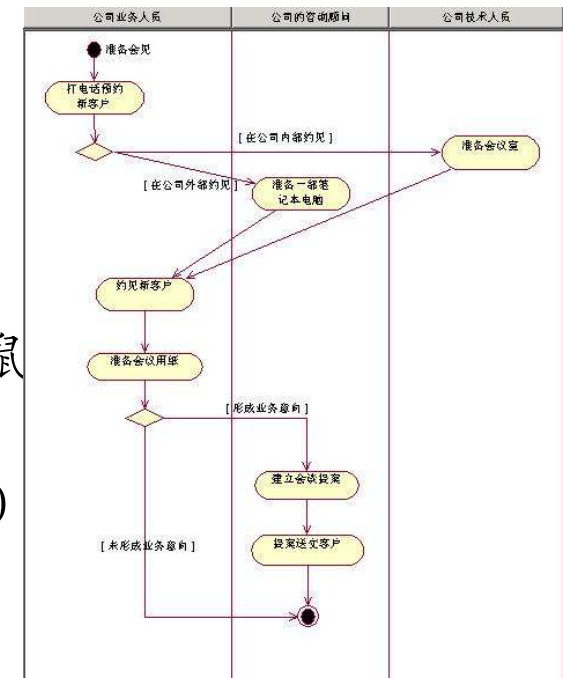 公司业务人员
公司的咨询顾问
公司技术人员
准备会见
打电话预约
新客户
[在公司内部约见]
准备会议室
[在公司外部约见]
准备一部笔
记本电脑
约见新客户
鼠
准备会议用纸
[形成业务意向]
建立会谈提案
)
[未形成业务意向]
提案送交客户